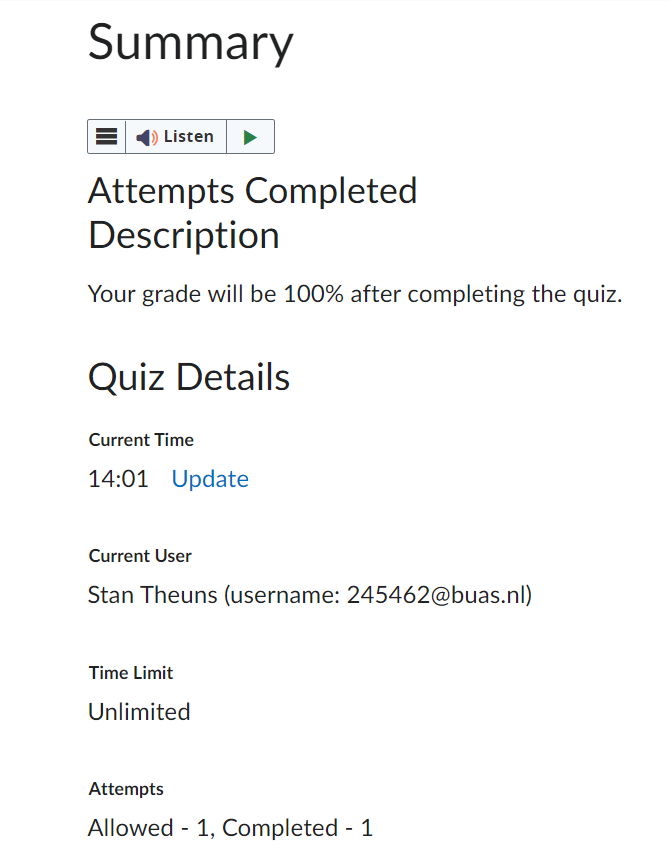 Summary
Listen
Attempts Completed
Description
Your grade will be 100% after completing the quiz.
Quiz Details
Current Time
14:01 Update
Current User
Stan Theuns (username: 245462@buas.nl)
Time Limit
Unlimited
Attempts
Allowed - 1, Completed - 1